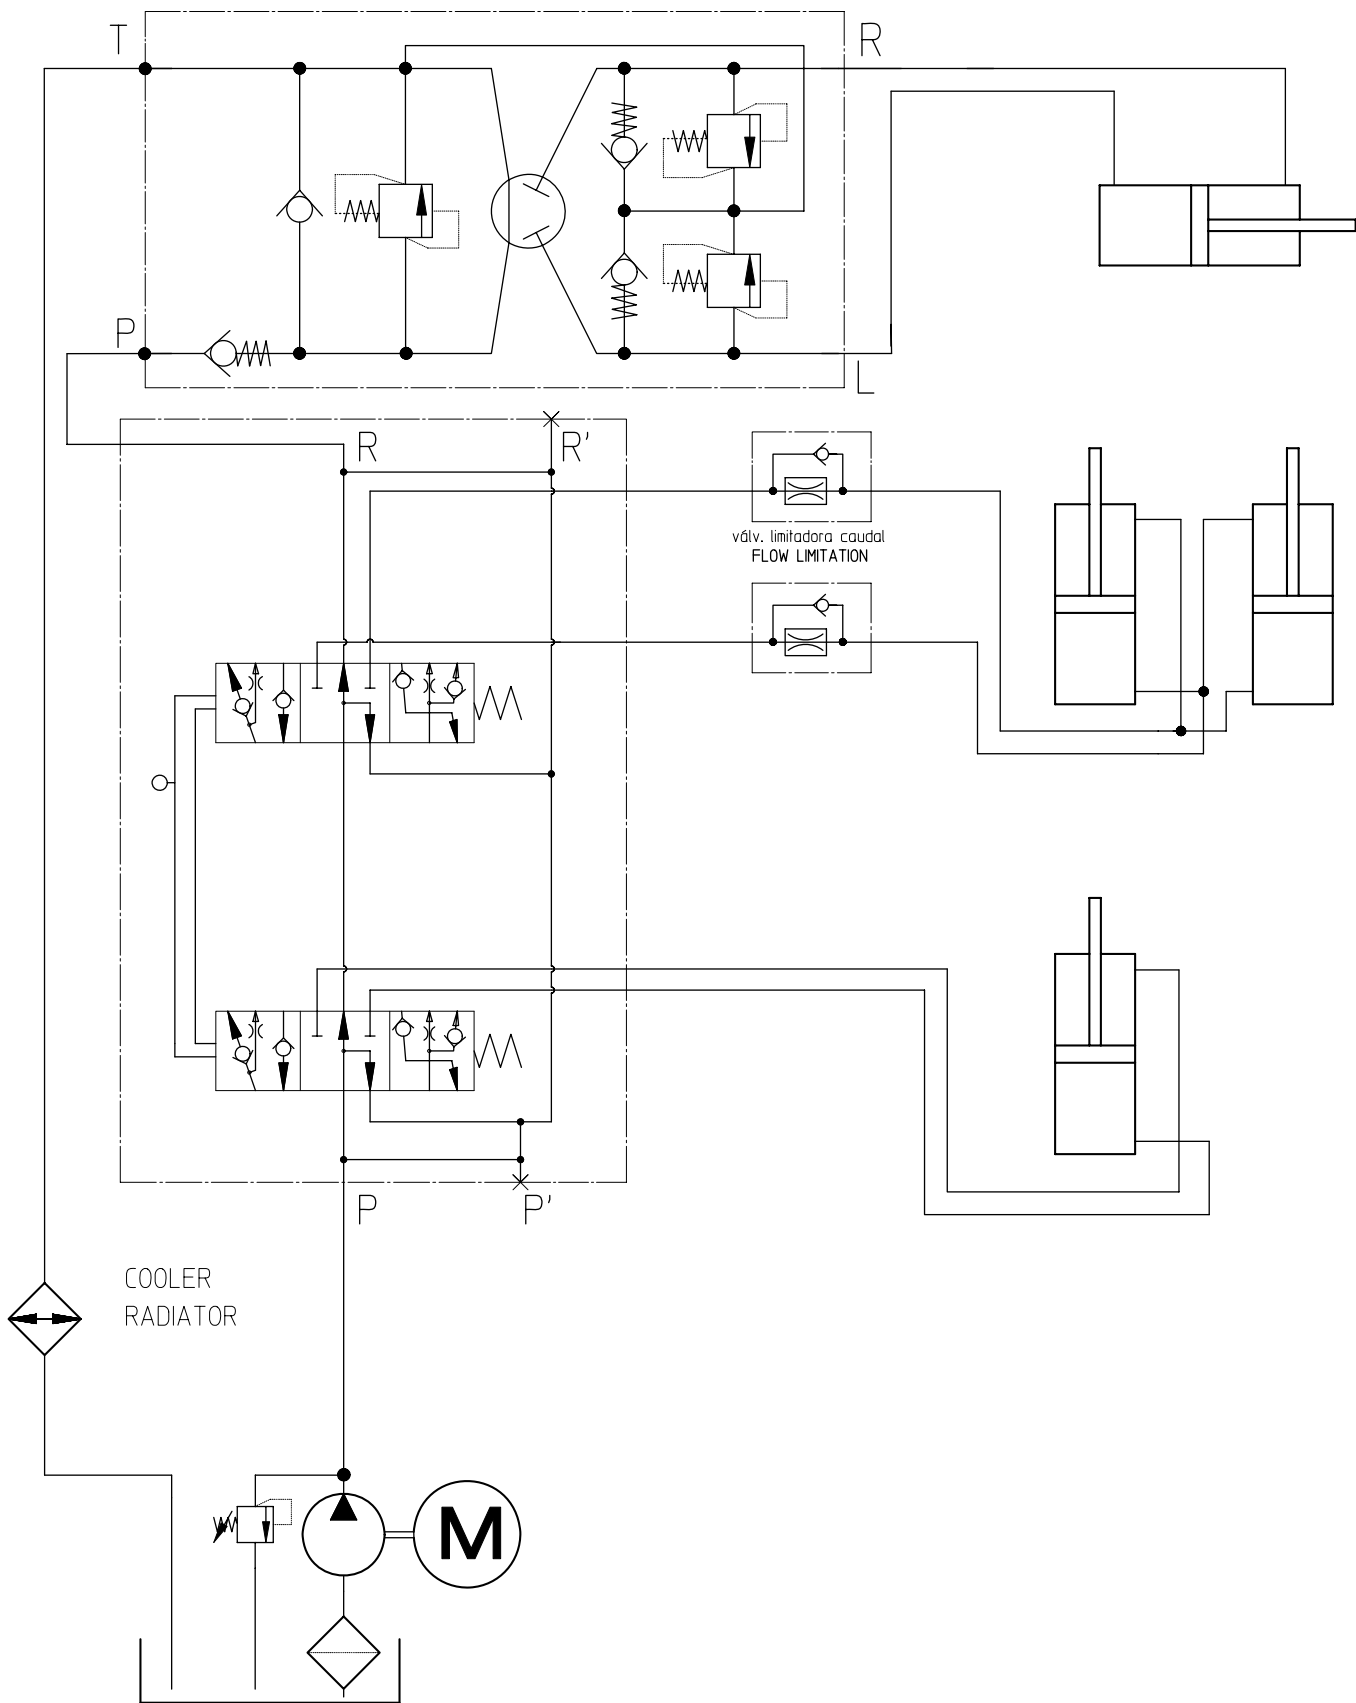 T
R
P
L
R
R'
válv. limitadora caudal
FLOW LIMITATION
P
P'
COOLER
RADIATOR
M